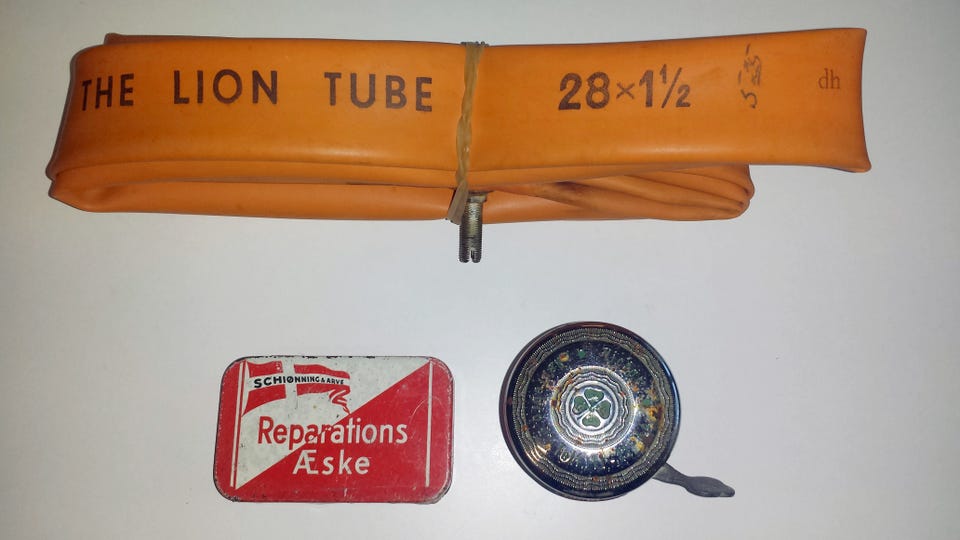 THE LION TUBE 28×1½ dh
SCHIØNNING & ARVE
Reparations
Æske